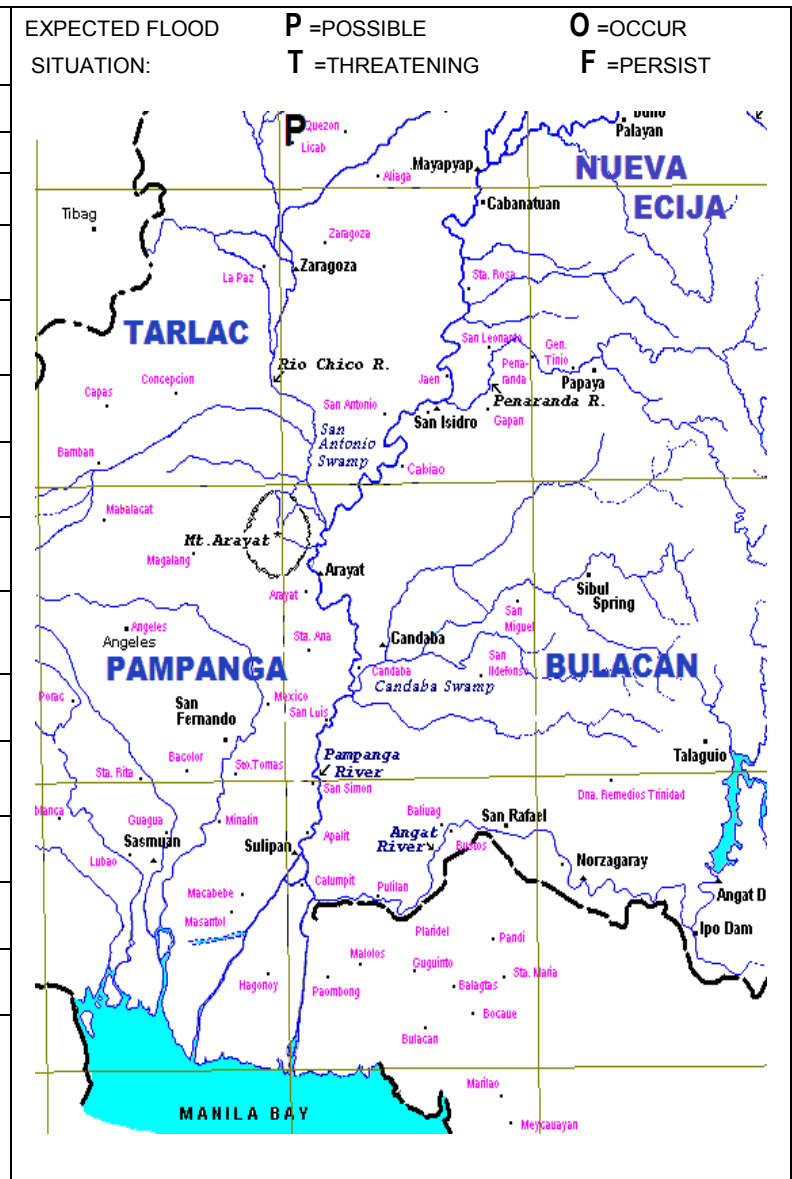 EXPECTED FLOOD P =POSSIBLE O =OCCUR
SITUATION: T =THREATENING F =PERSIST
P
Quezon
Licab
Palayan
Mayapyap
Aliaga
NUEVA
ECIJA
Cabanatuan
Tibag
Zaragoza
La Paz
Zaragoza
Sta. Rosa
TARLAC
San Leonardo
Gen.
Tinio
Rio Chico R.
Jaen
Pena-
randa
Papaya
Concepcion
Capas
San Antonio
Penaranda R.
San Isidro
Gapan
San
Antonio
Swamp
Bamban
Cabiao
Mabalacat
Mt.Arayat
Magalang
Arayat
Arayat
Sibul
Spring
San
Miguel
Angeles
Angeles
Sta. Ana
Candaba
PAMPANGA
Candaba
San
Ildefonso
BULACAN
Candaba Swamp
Porac
San
Fernando
Mexico
San Luis
Talaguio
Bacolor
Sto.Tomas
Sta. Rita
Pampanga
River
San Simon
Dna. Remedios Trinidad
blanca
Guagua
Minalin
Baliuag
San Rafael
Sasmuan
Sulipan
Apalit
Angat
River
Bustos
Lubao
Norzagaray
Macabebe
Calumpit
Pulilan
Angat D
Masantol
Ipo Dam
Plaridel
Pandi
Malolos
Guguinto
Sta. Maria
Hagonoy
Paombong
Balagtas
Bocaue
Bulacan
Marilao
MANILA BAY
Meycauayan